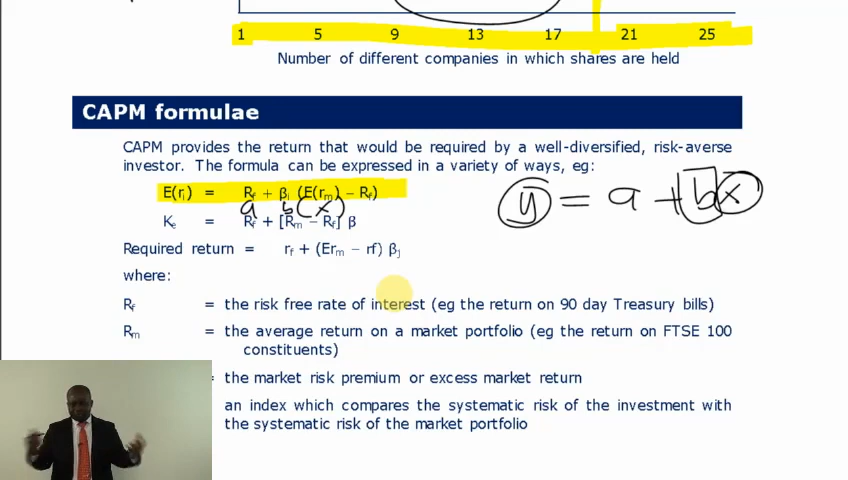 1 5 9 13 17 21 25
Number of different companies in which shares are held
CAPM formulae
CAPM provides the return that would be required by a well-diversified, risk-averse
investor. The formula can be expressed in a variety of ways, eg:
E(ri) = Rf + βi (E(rm) – Rf)
a b (x)
y = a + bx
Ke = Rf + [Rm – Rf] β
Required return = rf + (Erm – rf) βj
where:
Rf = the risk free rate of interest (eg the return on 90 day Treasury bills)
Rm = the average return on a market portfolio (eg the return on FTSE 100
constituents)
= the market risk premium or excess market return
an index which compares the systematic risk of the investment with
the systematic risk of the market portfolio